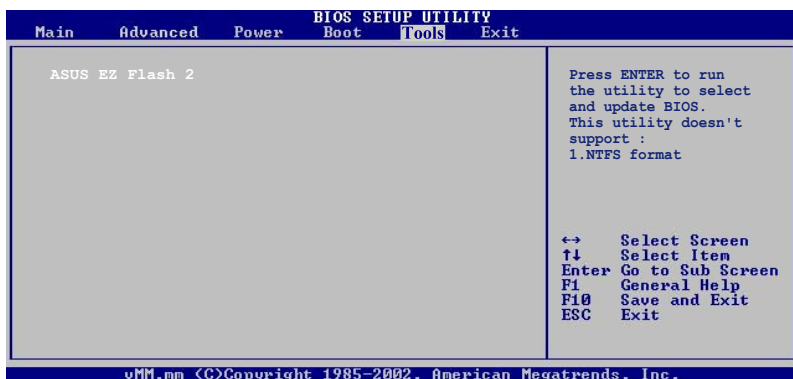 BIOS SETUP UTILITY
Main Advanced Power Boot Tools Exit
ASUS EZ Flash 2
Press ENTER to run
the utility to select
and update BIOS.
This utility doesn't
support :
1.NTFS format
↔ Select Screen
↑↓ Select Item
Enter Go to Sub Screen
F1 General Help
F10 Save and Exit
ESC Exit
vMM.mm (C)Copyright 1985-2002, American Megatrends, Inc.